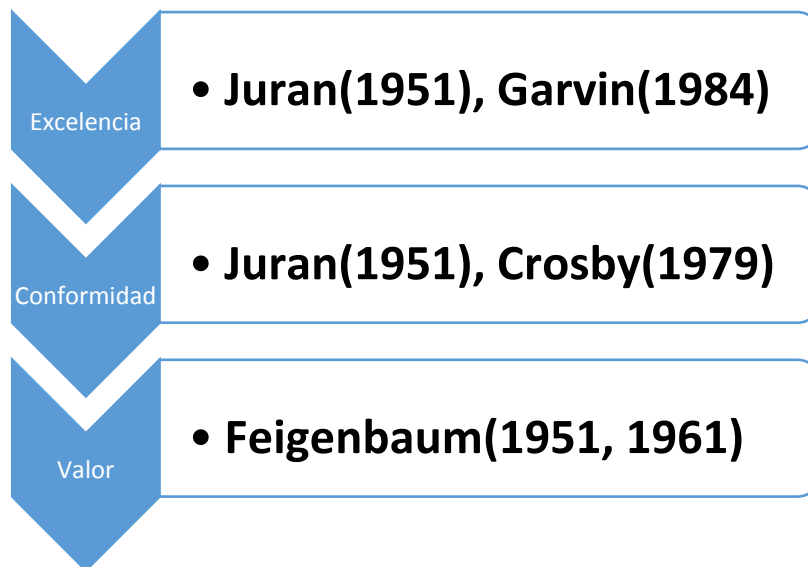 Excelencia
• Juran(1951), Garvin(1984)
Conformidad
• Juran(1951), Crosby(1979)
Valor
• Feigenbaum(1951, 1961)